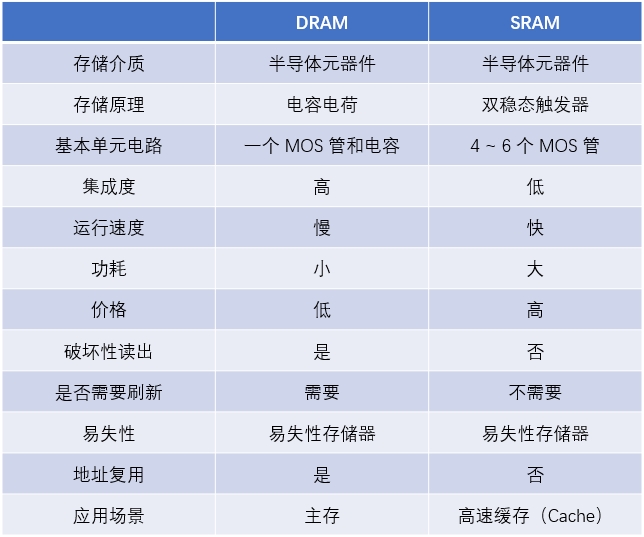 DRAM SRAM
存储介质 半导体元器件 半导体元器件
存储原理 电容电荷 双稳态触发器
基本单元电路 一个 MOS 管和电容 4 ~ 6 个 MOS 管
集成度 高 低
运行速度 慢 快
功耗 小 大
价格 低 高
破坏性读出 是 否
是否需要刷新 需要 不需要
易失性 易失性存储器 易失性存储器
地址复用 是 否
应用场景 主存 高速缓存（Cache）